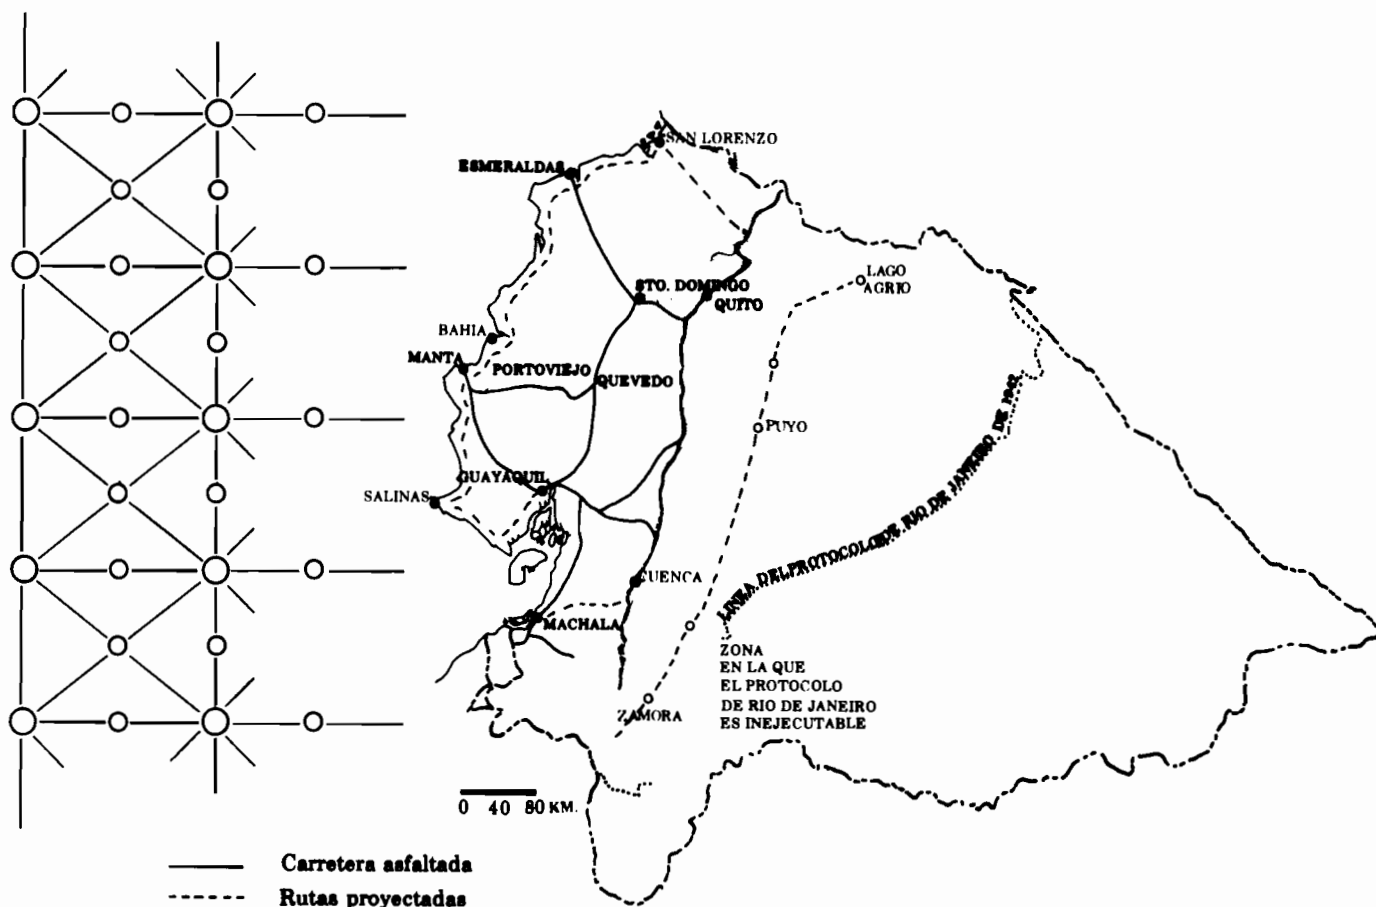 SAN LORENZO
ESMERALDAS
LAGO
AGRIO
STO. DOMINGO
QUITO
BAHIA
MANTA
PORTOVIEJO
QUEVEDO
PUYO
GUAYAQUIL
SALINAS
LINEA DEL PROTOCOLO DE RIO DE JANEIRO DE 1942
CUENCA
MACHALA
ZONA
EN LA QUE
EL PROTOCOLO
DE RIO DE JANEIRO
ES INEJECUTABLE
ZAMORA
0 40 80 KM.
Carretera asfaltada
Rutas proyectadas